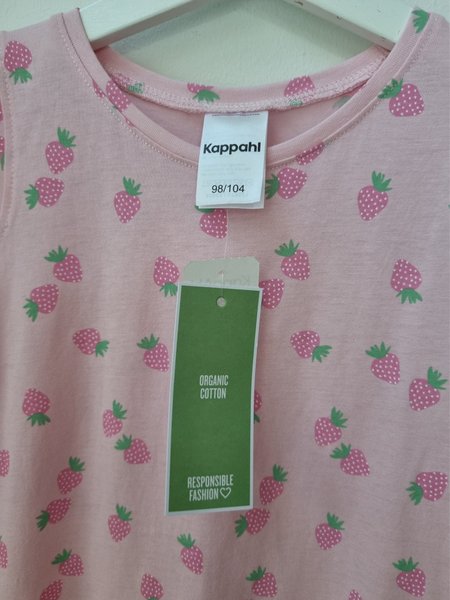 Kappahl
98/104
ORGANIC
COTTON
RESPONSIBLE
FASHION♡